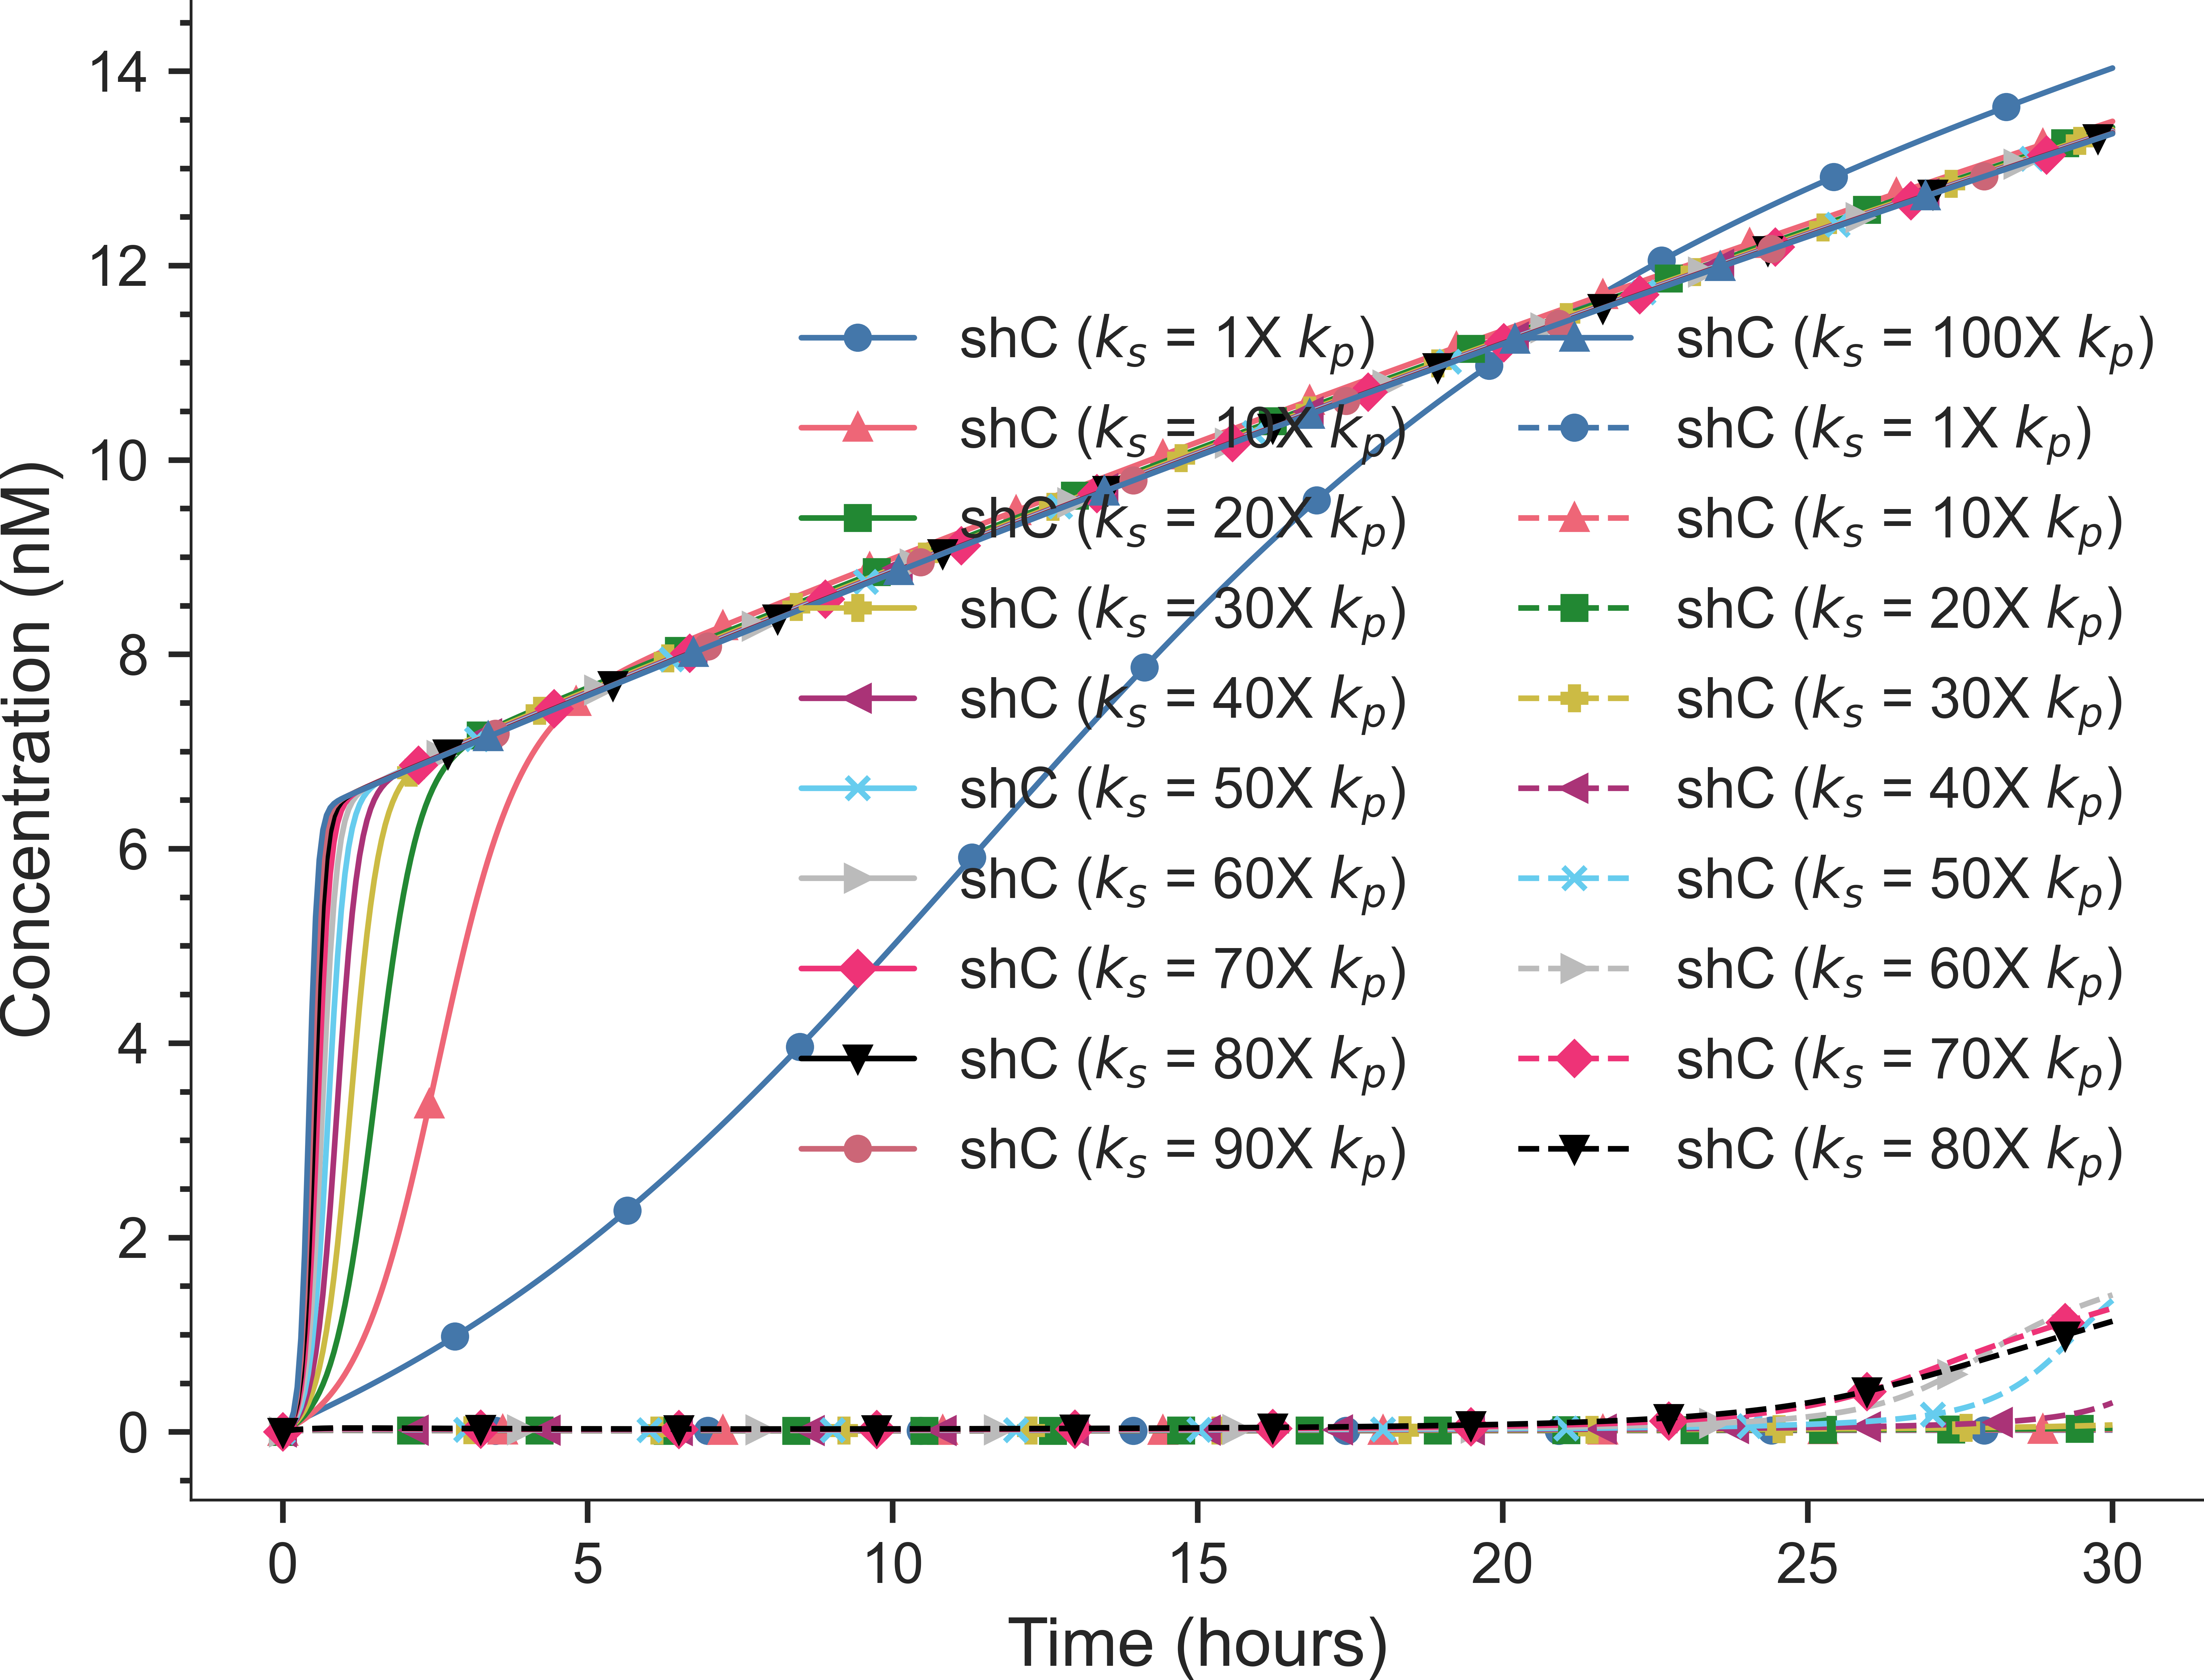 14
12
10
8
6
4
2
0
Concentration (nM)
0 5 10 15 20 25 30
Time (hours)
shC (ks = 1X kp)
shC (ks = 10X kp)
shC (ks = 20X kp)
shC (ks = 30X kp)
shC (ks = 40X kp)
shC (ks = 50X kp)
shC (ks = 60X kp)
shC (ks = 70X kp)
shC (ks = 80X kp)
shC (ks = 90X kp)
shC (ks = 100X kp)
shC (ks = 1X kp)
shC (ks = 10X kp)
shC (ks = 20X kp)
shC (ks = 30X kp)
shC (ks = 40X kp)
shC (ks = 50X kp)
shC (ks = 60X kp)
shC (ks = 70X kp)
shC (ks = 80X kp)